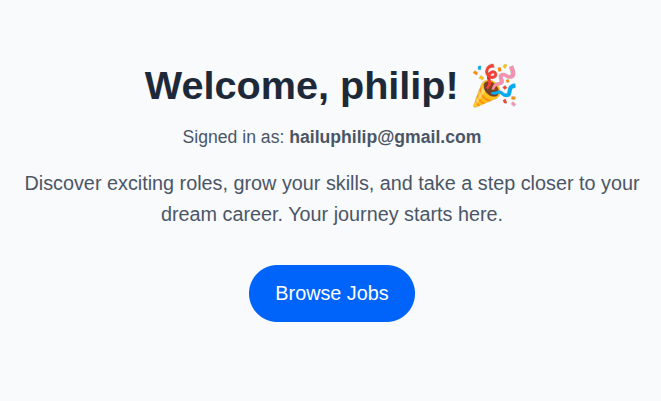 Welcome, philip! 🎉
Signed in as: hailuphilip@gmail.com
Discover exciting roles, grow your skills, and take a step closer to your
dream career. Your journey starts here.
Browse Jobs